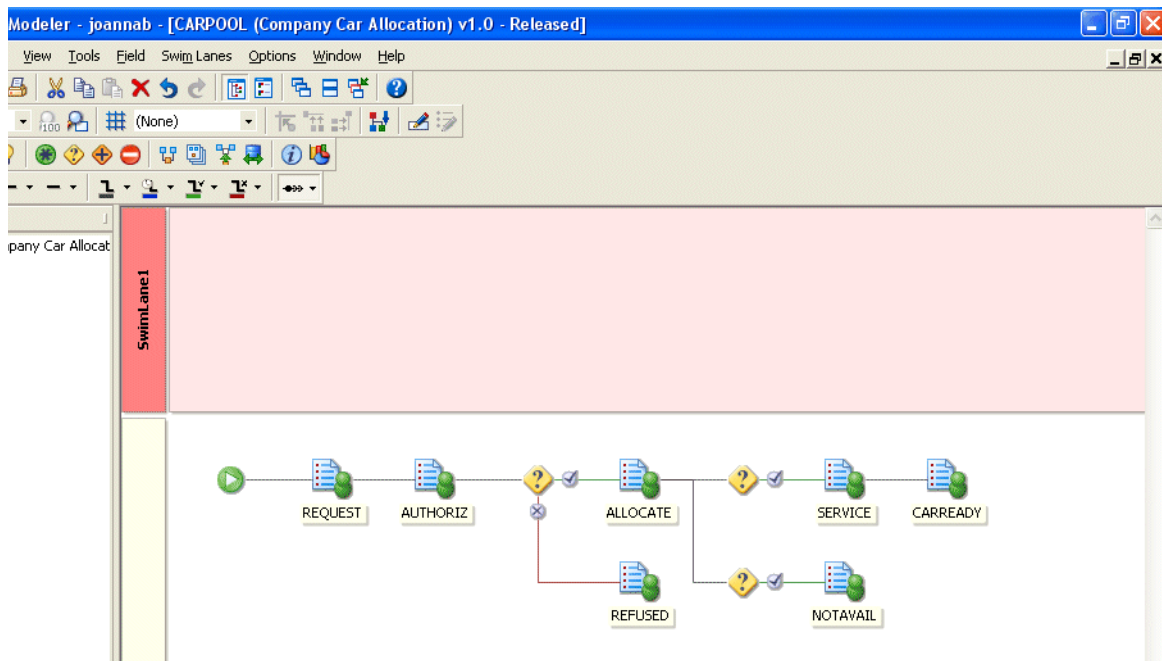 Modeler - joannab - [CARPOOL (Company Car Allocation) v1.0 - Released]
View Tools Field Swim Lanes Options Window Help
100 (None)
pany Car Allocat
SwimLane1
REQUEST AUTHORIZ ALLOCATE SERVICE CARREADY
REFUSED NOTAVAIL